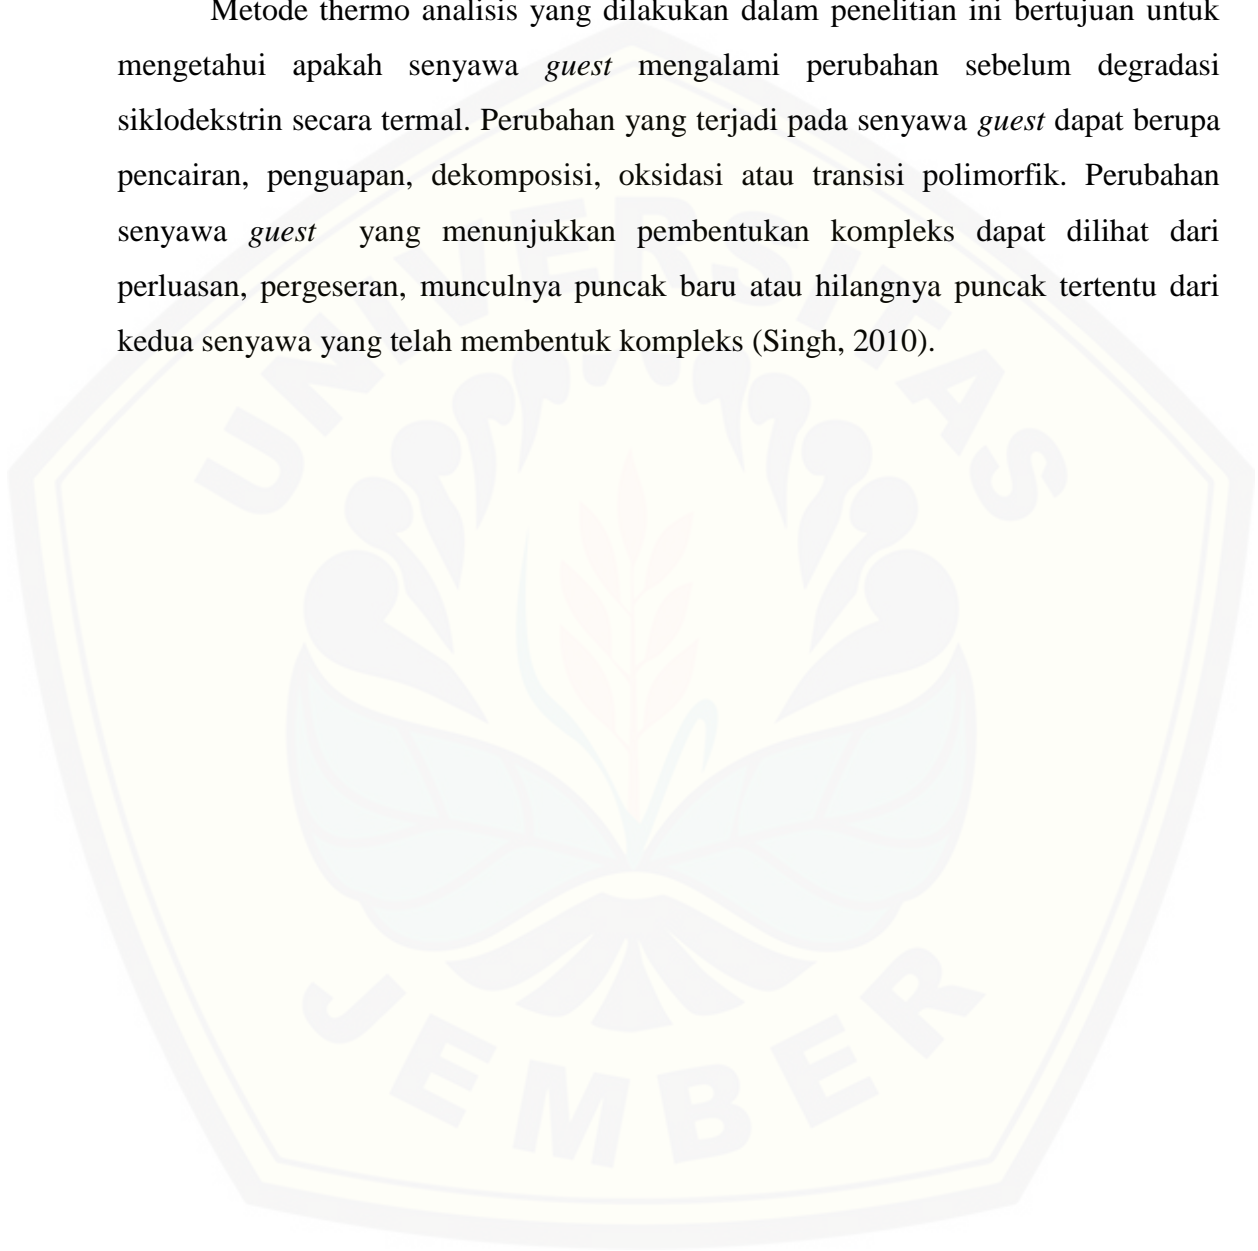 Metode thermo analisis yang dilakukan dalam penelitian ini bertujuan untuk
mengetahui apakah senyawa guest mengalami perubahan sebelum degradasi
siklodekstrin secara termal. Perubahan yang terjadi pada senyawa guest dapat berupa
pencairan, penguapan, dekomposisi, oksidasi atau transisi polimorfik. Perubahan
senyawa guest yang menunjukkan pembentukan kompleks dapat dilihat dari
perluasan, pergeseran, munculnya puncak baru atau hilangnya puncak tertentu dari
kedua senyawa yang telah membentuk kompleks (Singh, 2010).
UNIVERSITAS
JEMBER